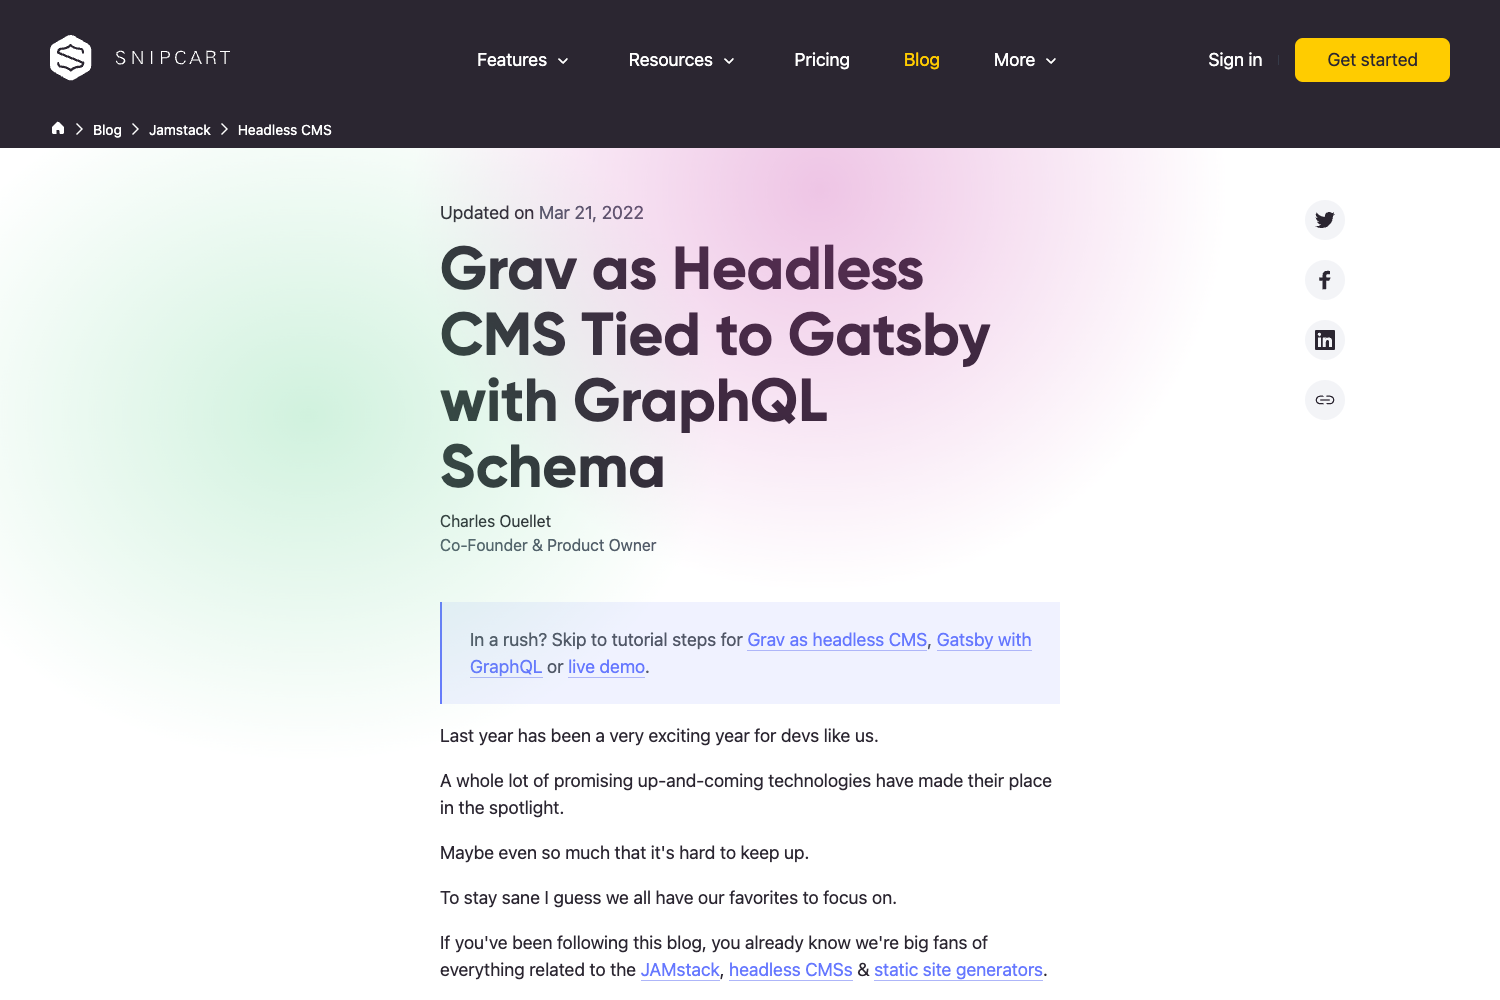 SNIPCART
Features
Resources
Pricing
Blog
More
Sign in
Get started
Blog
Jamstack
Headless CMS
Updated on Mar 21, 2022
Grav as Headless
CMS Tied to Gatsby
with GraphQL
Schema
Charles Ouellet
Co-Founder & Product Owner
In a rush? Skip to tutorial steps for Grav as headless CMS, Gatsby with
GraphQL or live demo.
Last year has been a very exciting year for devs like us.
A whole lot of promising up-and-coming technologies have made their place
in the spotlight.
Maybe even so much that it's hard to keep up.
To stay sane I guess we all have our favorites to focus on.
If you've been following this blog, you already know we're big fans of
everything related to the JAMstack, headless CMSs & static site generators.